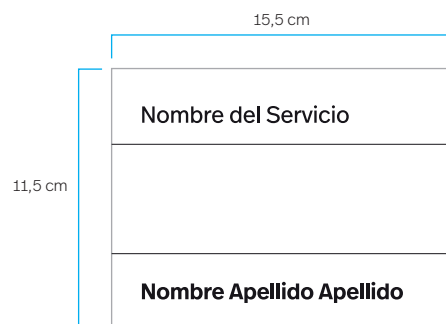 15,5 cm
Nombre del Servicio
11,5 cm
Nombre Apellido Apellido